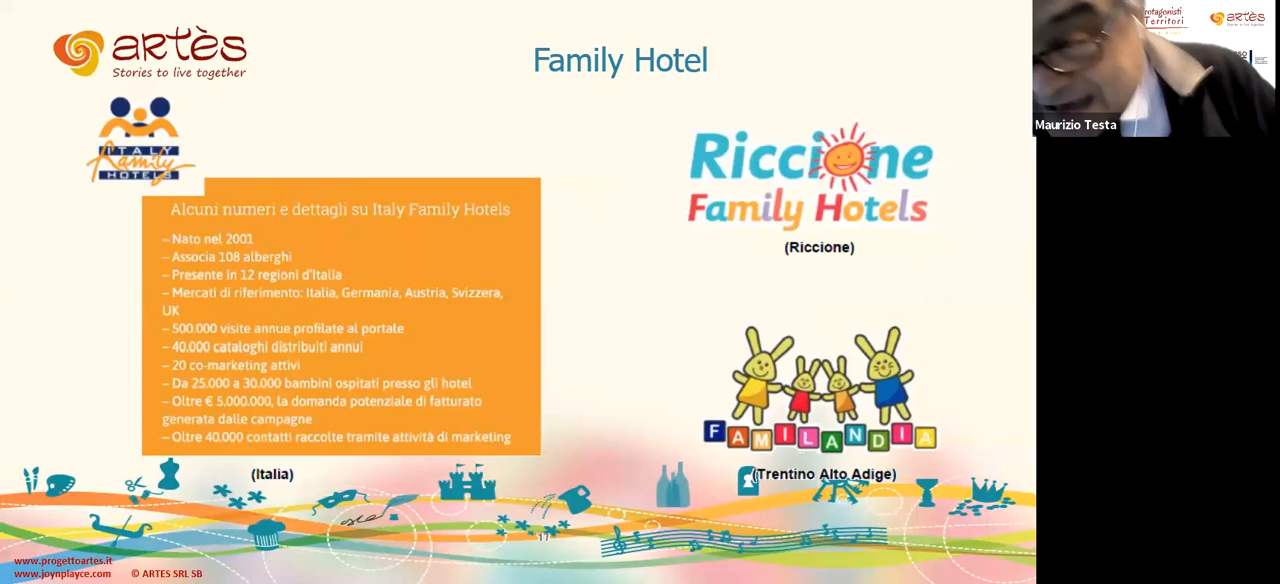 artès
Stories to live together
Family Hotel
rotagonisti
Territori
artès
Maurizio Testa
ITALY
Family
HOTELS
Alcuni numeri e dettagli su Italy Family Hotels
– Nato nel 2001
– Associa 108 alberghi
– Presente in 12 regioni d'Italia
– Mercati di riferimento: Italia, Germania, Austria, Svizzera,
UK
– 500.000 visite annue profilate al portale
– 40.000 cataloghi distribuiti annui
– 20 co-marketing attivi
– Da 25.000 a 30.000 bambini ospitati presso gli hotel
– Oltre € 5.000.000, la domanda potenziale di fatturato
generata dalle campagne
– Oltre 40.000 contatti raccolte tramite attività di marketing
(Italia)
Riccione
Family Hotels
(Riccione)
FAMILANDIA
(Trentino Alto Adige)
17
www.progettoartes.it
www.joynplayce.com © ARTES SRL SB